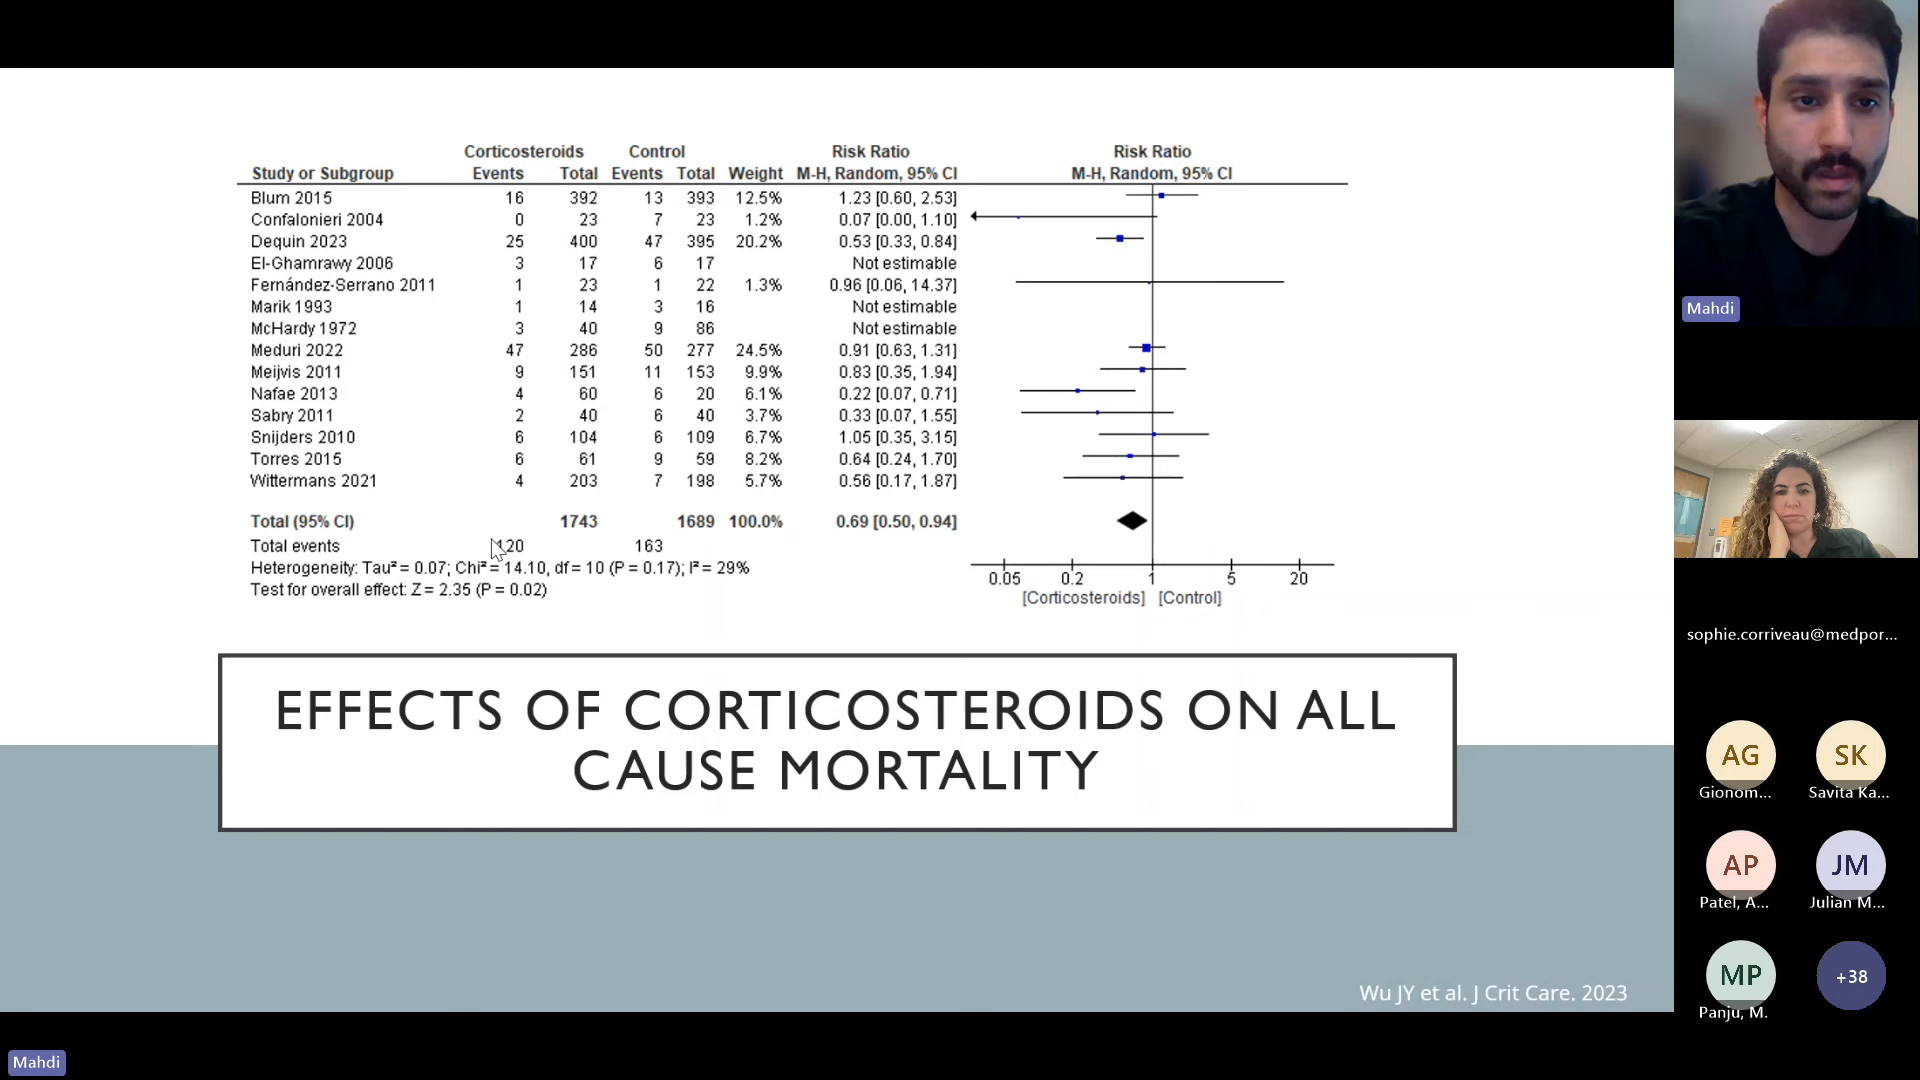 Corticosteroids Control Risk Ratio Risk Ratio
Study or Subgroup Events Total Events Total Weight M-H, Random, 95% CI M-H, Random, 95% CI
Blum 2015 16 392 13 393 12.5% 1.23 [0.60, 2.53]
Confalonieri 2004 0 23 7 23 1.2% 0.07 [0.00, 1.10]
Dequin 2023 25 400 47 395 20.2% 0.53 [0.33, 0.84]
El-Ghamrawy 2006 3 17 6 17 Not estimable
Fernández-Serrano 2011 1 23 1 22 1.3% 0.96 [0.06, 14.37]
Marik 1993 1 14 3 16 Not estimable
McHardy 1972 3 40 9 86 Not estimable
Meduri 2022 47 286 50 277 24.5% 0.91 [0.63, 1.31]
Meijvis 2011 9 151 11 153 9.9% 0.83 [0.35, 1.94]
Nafae 2013 4 60 6 20 6.1% 0.22 [0.07, 0.71]
Sabry 2011 2 40 6 40 3.7% 0.33 [0.07, 1.55]
Snijders 2010 6 104 6 109 6.7% 1.05 [0.35, 3.15]
Torres 2015 6 61 9 59 8.2% 0.64 [0.24, 1.70]
Wittermans 2021 4 203 7 198 5.7% 0.56 [0.17, 1.87]
Total (95% CI) 1743 1689 100.0% 0.69 [0.50, 0.94]
Total events 120 163
Heterogeneity: Tau² = 0.07; Chi² = 14.10, df = 10 (P = 0.17); I² = 29%
Test for overall effect: Z = 2.35 (P = 0.02)
0.05 0.2 1 5 20
[Corticosteroids] [Control]
EFFECTS OF CORTICOSTEROIDS ON ALL
CAUSE MORTALITY
Wu JY et al. J Crit Care. 2023
Mahdi
Mahdi
sophie.corriveau@medpor...
AG SK
Gionom... Savita Ka...
AP JM
Patel, A... Julian M...
MP +38
Panju, M.